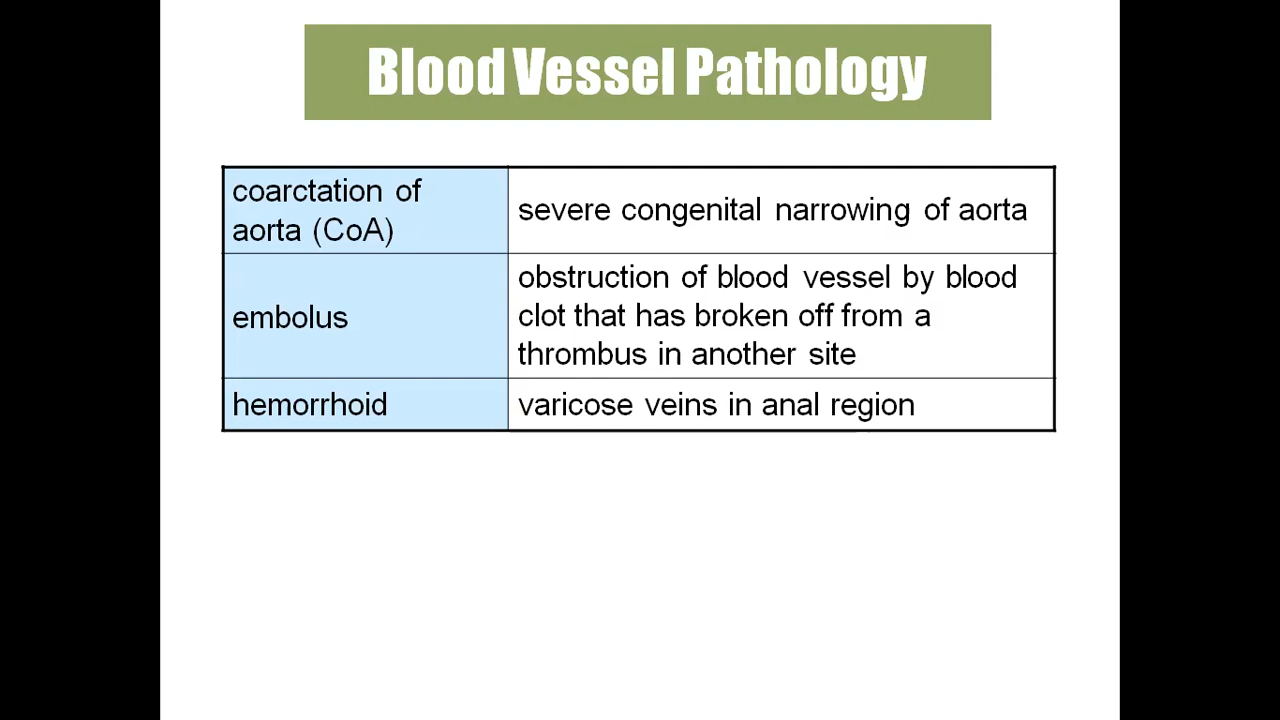 Blood Vessel Pathology
coarctation of
aorta (CoA)
severe congenital narrowing of aorta
embolus
obstruction of blood vessel by blood
clot that has broken off from a
thrombus in another site
hemorrhoid
varicose veins in anal region